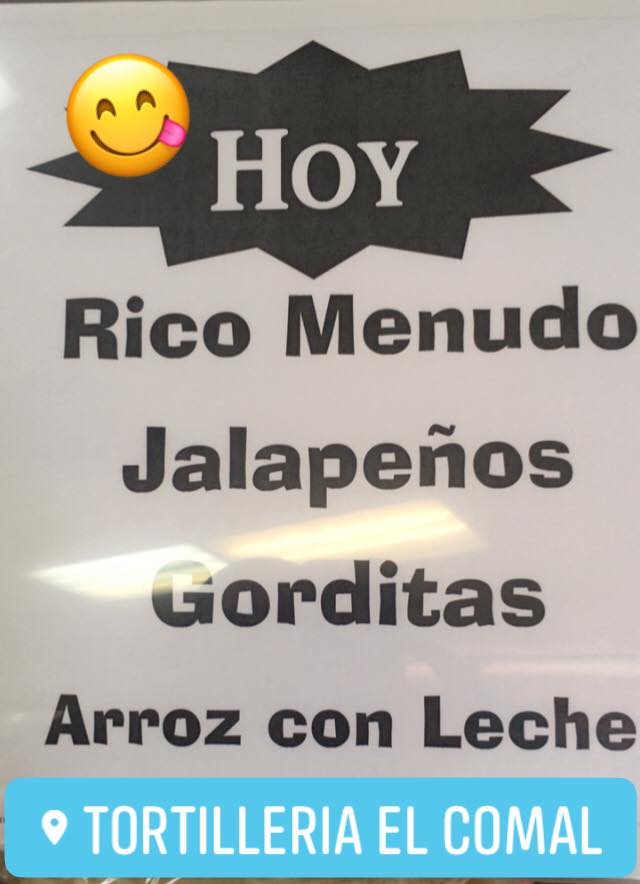 HOY
Rico Menudo
Jalapeños
Gorditas
Arroz con Leche
TORTILLERIA EL COMAL